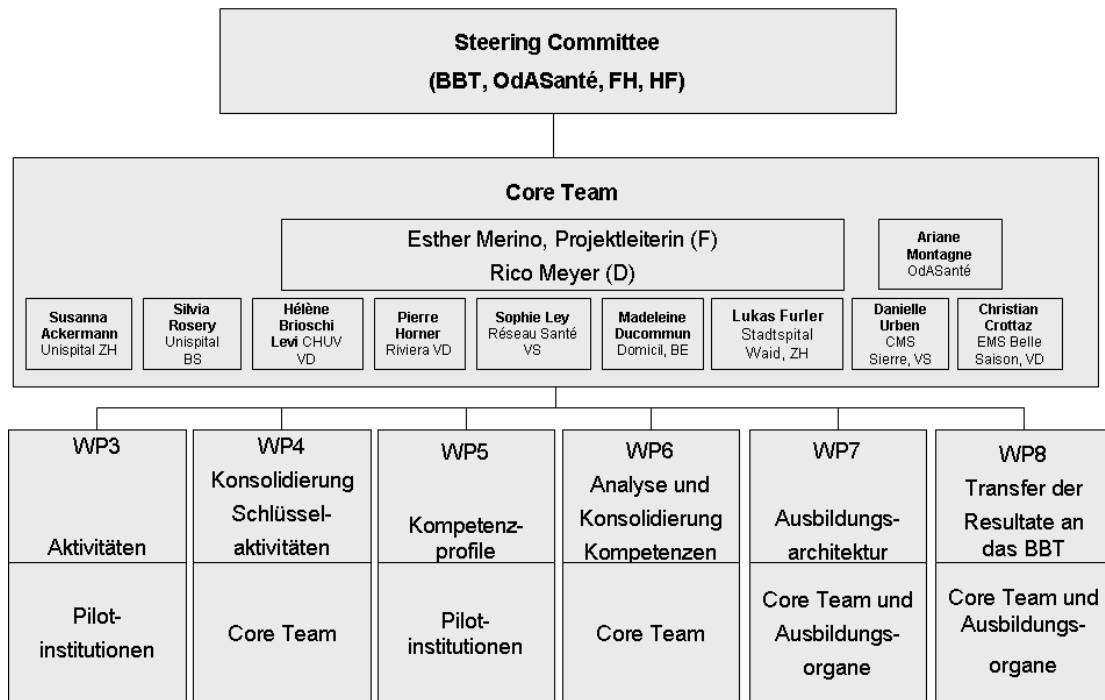 Steering Committee
(BBT, OdASanté, FH, HF)
Core Team
Esther Merino, Projektleiterin (F)
Rico Meyer (D)
Ariane
Montagne
OdASanté
Susanna
Ackermann
Unispital ZH
Silvia
Rosery
Unispital
BS
Hélène
Brioschi
Levi CHUV
VD
Pierre
Horner
Riviera VD
Sophie Ley
Réseau Santé
VS
Madeleine
Ducommun
Domicil, BE
Lukas Furler
Stadtspital
Waid, ZH
Danielle
Urben
CMS
Sierre, VS
Christian
Crottaz
EMS Belle
Saison, VD
WP3
Aktivitäten
Pilot-
institutionen
WP4
Konsolidierung
Schlüssel-
aktivitäten
Core Team
WP5
Kompetenz-
profile
Pilot-
institutionen
WP6
Analyse und
Konsolidierung
Kompetenzen
Core Team
WP7
Ausbildungs-
architektur
Core Team und
Ausbildungs-
organe
WP8
Transfer der
Resultate an
das BBT
Core Team und
Ausbildungs-
organe